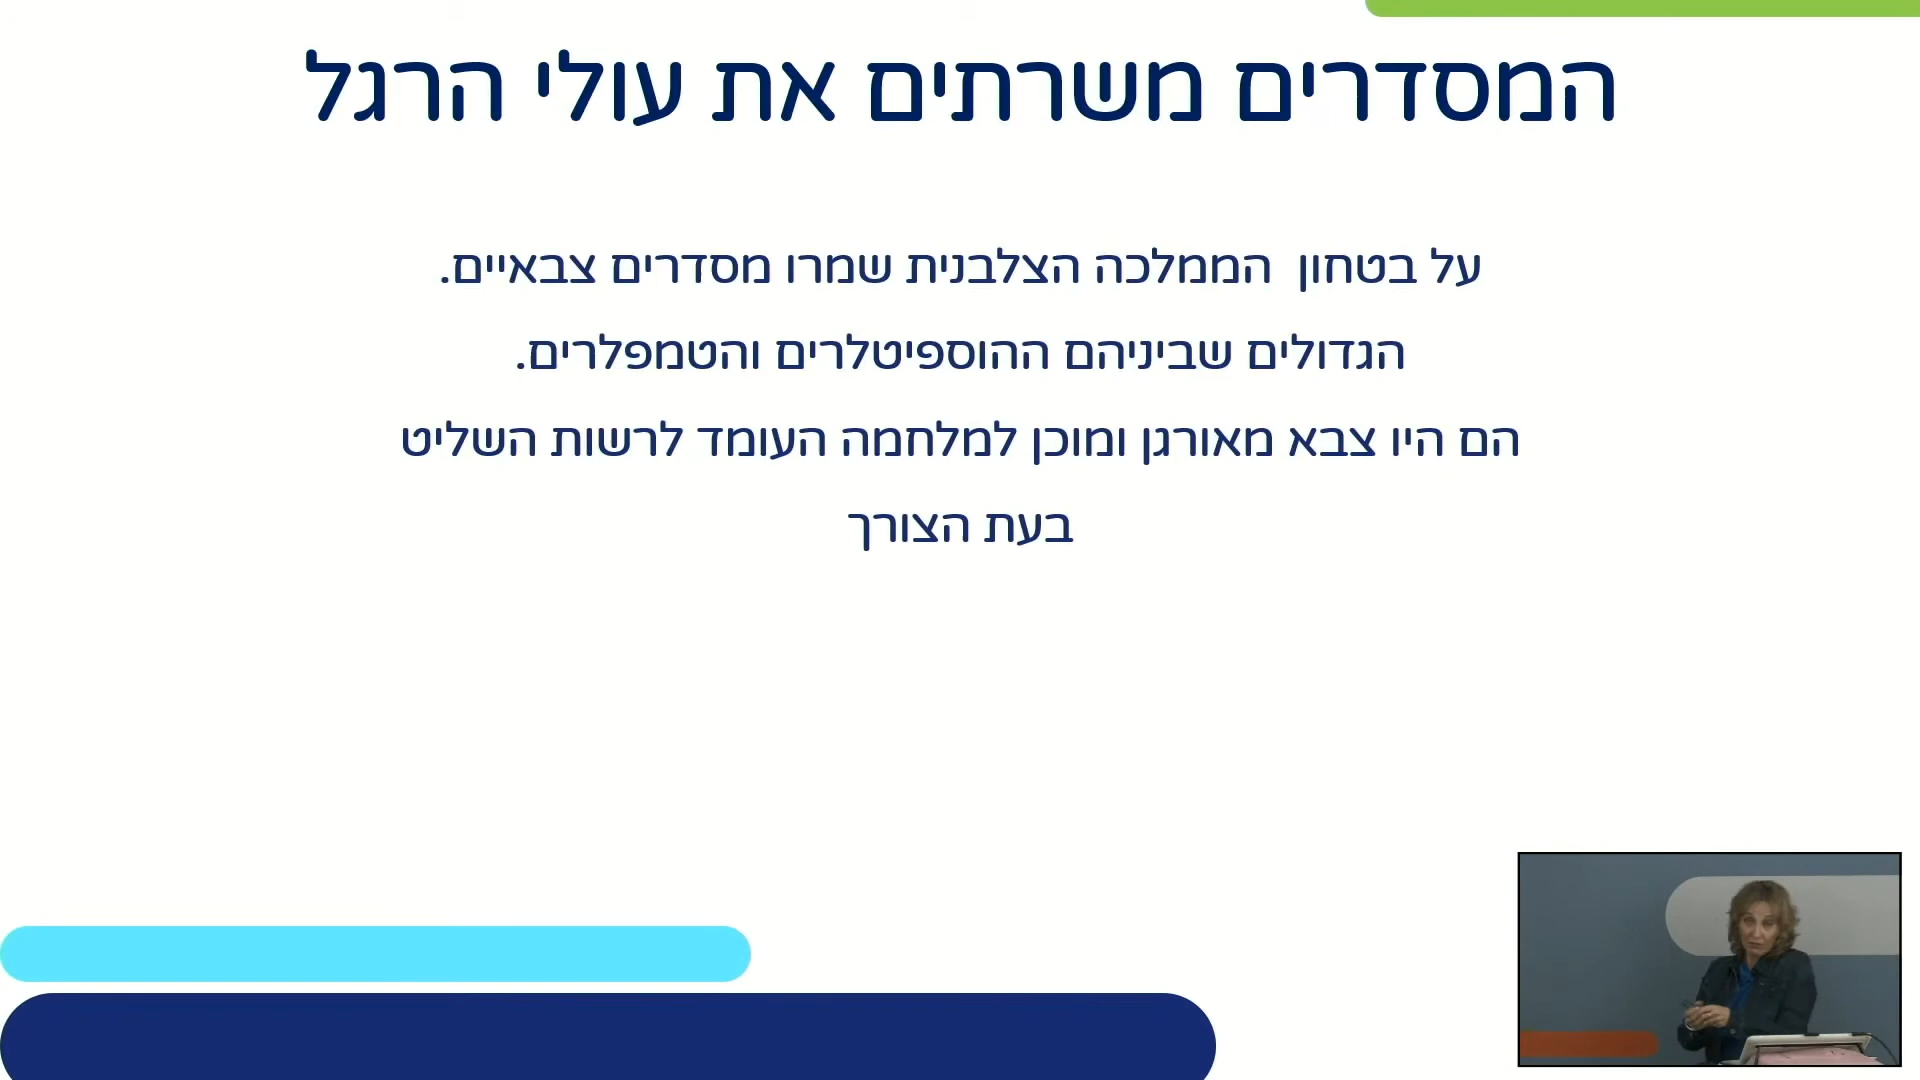 המסדרים משרתים את עולי הרגל
על בטחון  הממלכה הצלבנית שמרו מסדרים צבאיים.
הגדולים שביניהם ההוספיטלרים והטמפלרים.
הם היו צבא מאורגן ומוכן למלחמה העומד לרשות השליט
בעת הצורך